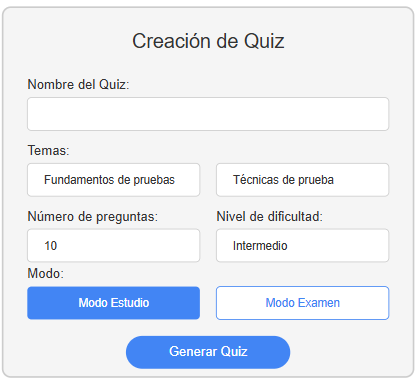 Creación de Quiz
Nombre del Quiz:
Temas:
Fundamentos de pruebas Técnicas de prueba
Número de preguntas: Nivel de dificultad:
10 Intermedio
Modo:
Modo Estudio Modo Examen
Generar Quiz